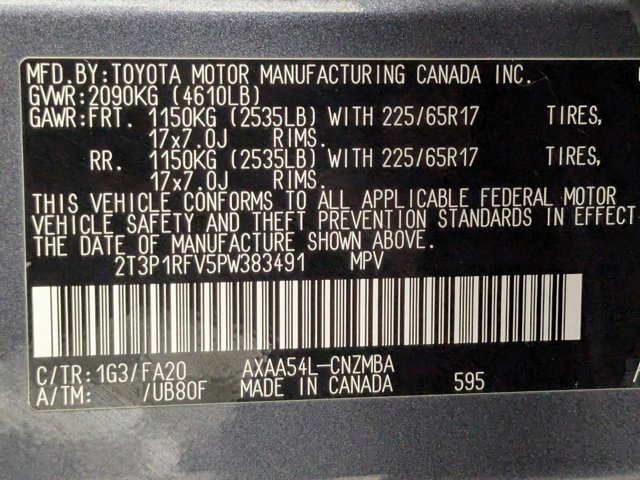 MFD.BY:TOYOTA MOTOR MANUFACTURING CANADA INC.
GVWR:2090KG (4610LB)
GAWR:FRT. 1150KG (2535LB) WITH 225/65R17 TIRES,
17x7.0J RIMS.
RR. 1150KG (2535LB) WITH 225/65R17 TIRES,
17x7.0J RIMS.
THIS VEHICLE CONFORMS TO ALL APPLICABLE FEDERAL MOTOR
VEHICLE SAFETY AND THEFT PREVENTION STANDARDS IN EFFECT
THE DATE OF MANUFACTURE SHOWN ABOVE.
2T3P1RFV5PW383491 MPV
C/TR:1G3/FA20 AXAA54L-CNZMBA
A/TM: /UB80F MADE IN CANADA 595